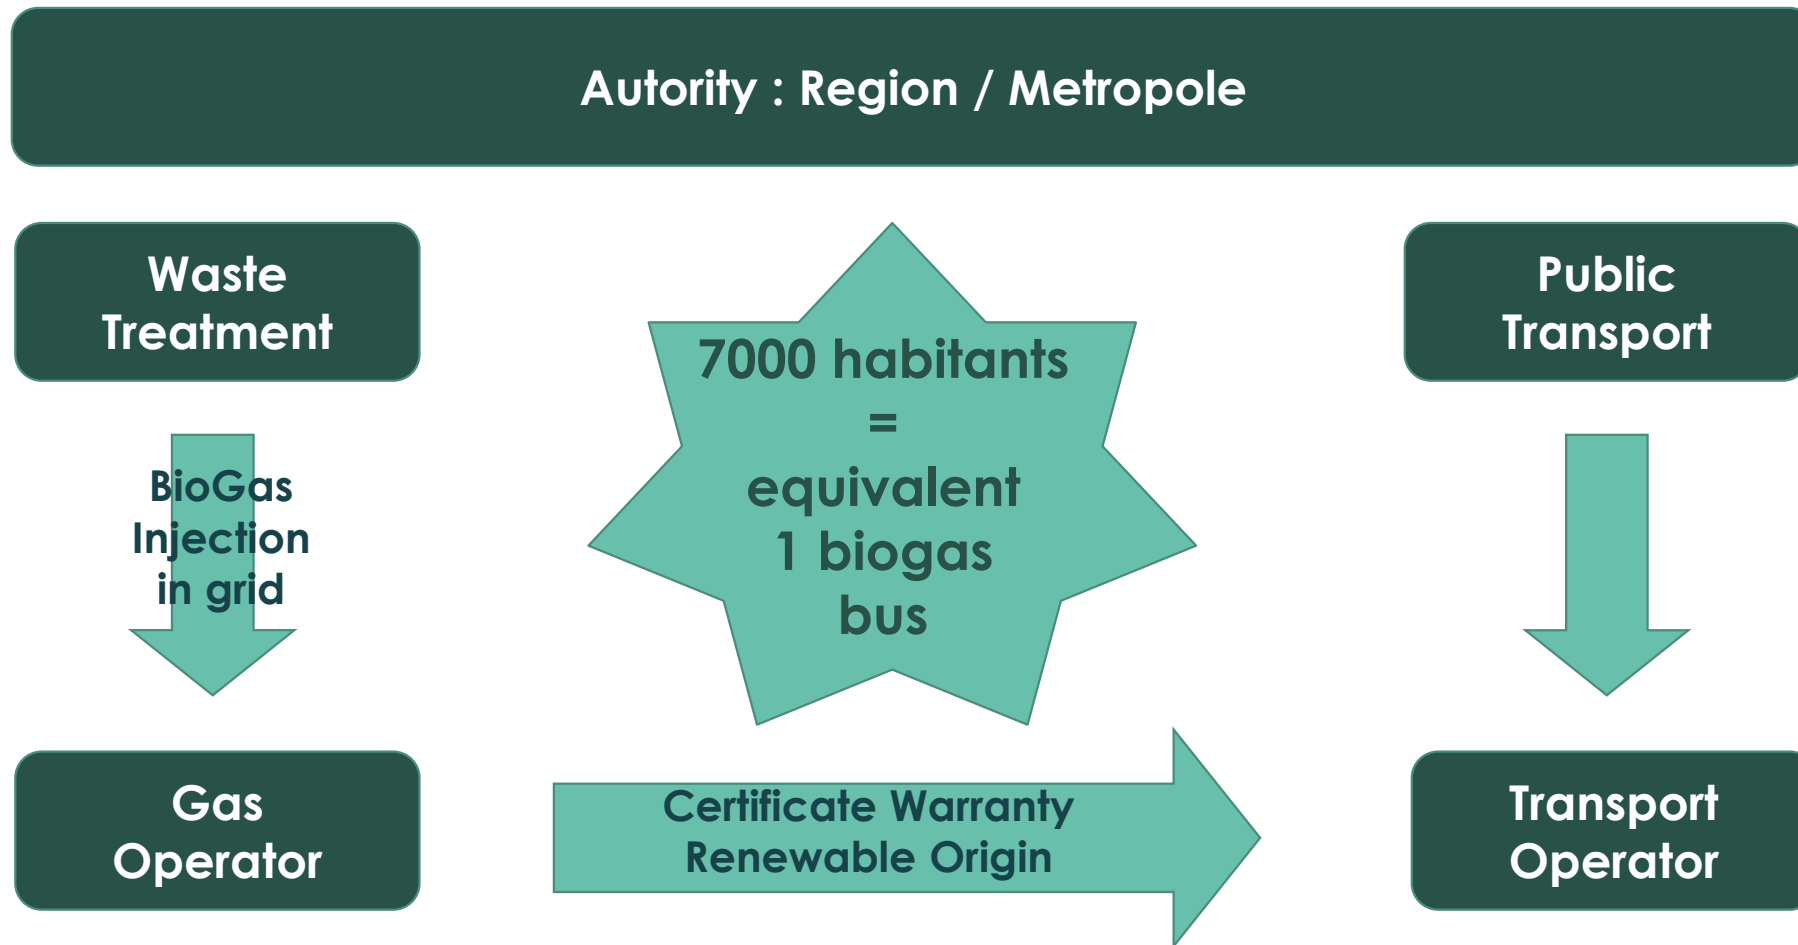 Autority : Region / Metropole
Waste
Treatment
7000 habitants
=
equivalent
1 biogas
bus
Public
Transport
BioGas
Injection
in grid
Gas
Operator
Certificate Warranty
Renewable Origin
Transport
Operator